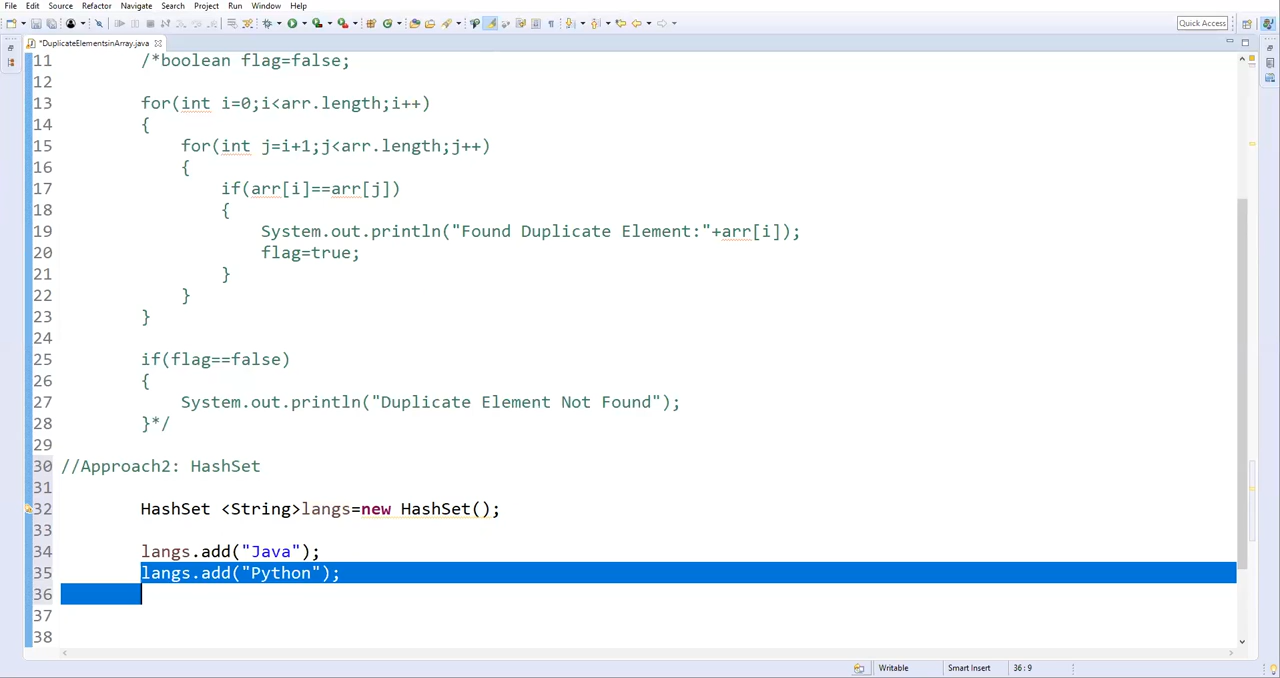 File Edit Source Refactor Navigate Search Project Run Window Help
Quick Access
*DuplicateElementsinArray.java
11 /*boolean flag=false;
12
13 for(int i=0;i<arr.length;i++)
14 {
15 for(int j=i+1;j<arr.length;j++)
16 {
17 if(arr[i]==arr[j])
18 {
19 System.out.println("Found Duplicate Element:"+arr[i]);
20 flag=true;
21 }
22 }
23 }
24
25 if(flag==false)
26 {
27 System.out.println("Duplicate Element Not Found");
28 }*/
29
30 //Approach2: HashSet
31
32 HashSet <String>langs=new HashSet();
33
34 langs.add("Java");
35 langs.add("Python");
36
37
38
Writable Smart Insert 36 : 9